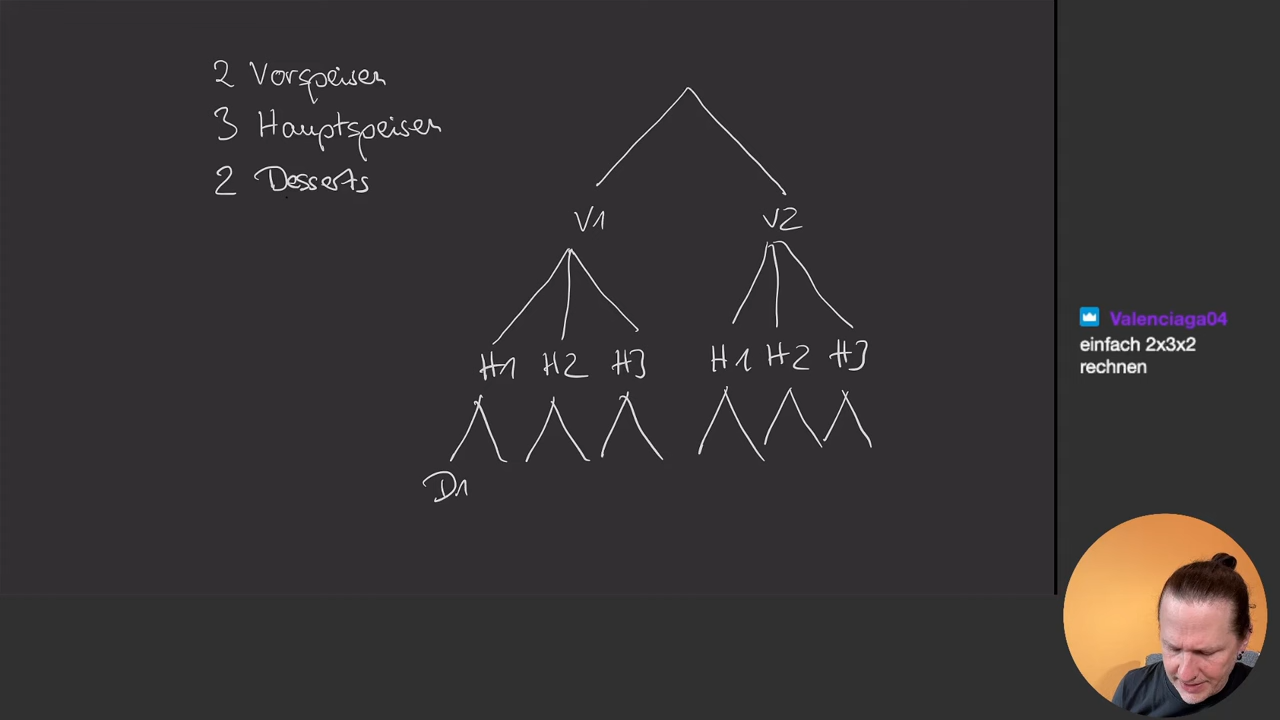 2 Vorspeisen
3 Hauptspeisen
2 Desserts
V1 V2
H1 H2 H3 H1 H2 H3
D1
Valenciaga04
einfach 2x3x2
rechnen